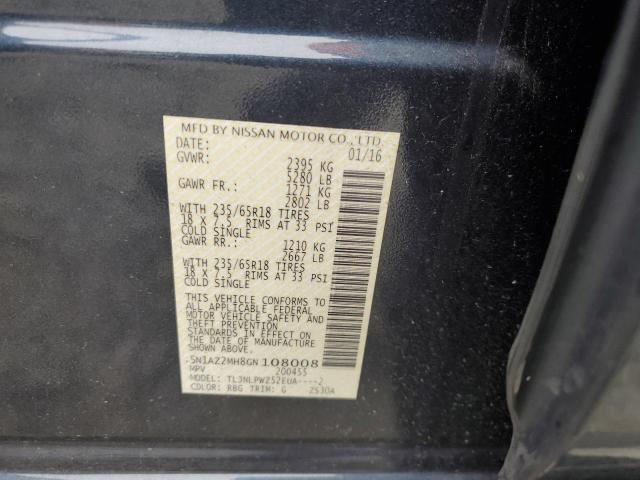 MFD BY NISSAN MOTOR CO., LTD.
DATE: 01/16
GVWR: 2395 KG
5280 LB
GAWR FR.: 1271 KG
2802 LB
WITH 235/65R18 TIRES
18 X 7.5 RIMS AT 33 PSI
COLD SINGLE
GAWR RR.: 1210 KG
2667 LB
WITH 235/65R18 TIRES
18 X 7.5 RIMS AT 33 PSI
COLD SINGLE
THIS VEHICLE CONFORMS TO
ALL APPLICABLE FEDERAL
MOTOR VEHICLE SAFETY AND
THEFT PREVENTION
STANDARDS IN EFFECT ON
THE DATE OF MANUFACTURE
5N1AZ2MH8GN 108008
MPV 200455
MODEL: TL3NLPWZ52EUA----2
COLOR: RBG TRIM: G ZS30A